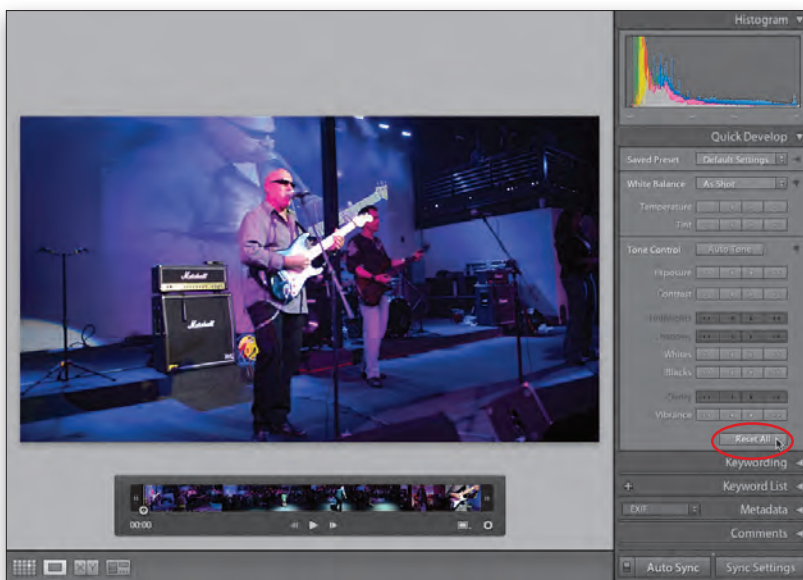 Histogram
Quick Develop
Saved Preset Default Settings
White Balance As Shot
Temperature
Tint
Tone Control Auto Tone
Exposure
Contrast
Highlights
Shadows
Whites
Blacks
Clarity
Vibrance
Reset All
Keywording
Keyword List
EXIF Metadata
Comments
Marshall
Marshall
00:00
X Y
Auto Sync Sync Settings